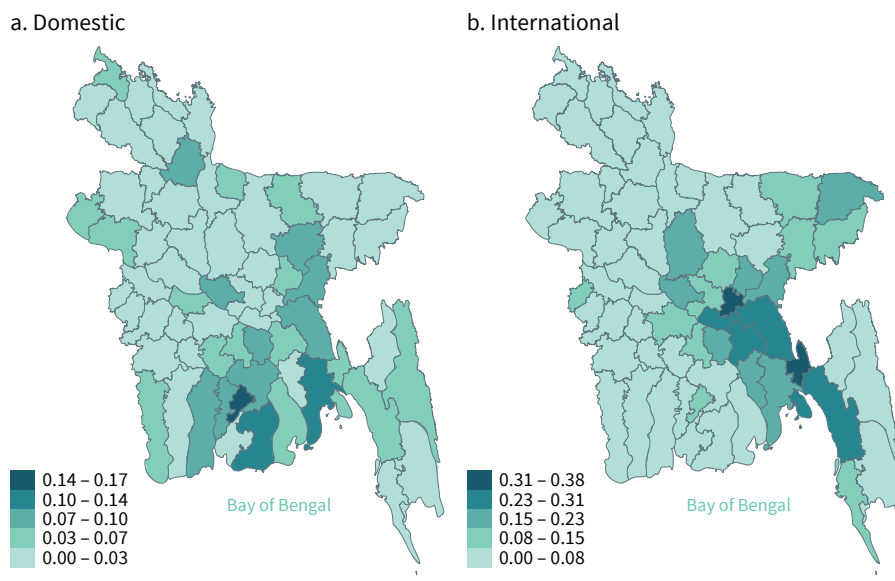 a. Domestic
Bay of Bengal
0.14 – 0.17
0.10 – 0.14
0.07 – 0.10
0.03 – 0.07
0.00 – 0.03
b. International
Bay of Bengal
0.31 – 0.38
0.23 – 0.31
0.15 – 0.23
0.08 – 0.15
0.00 – 0.08